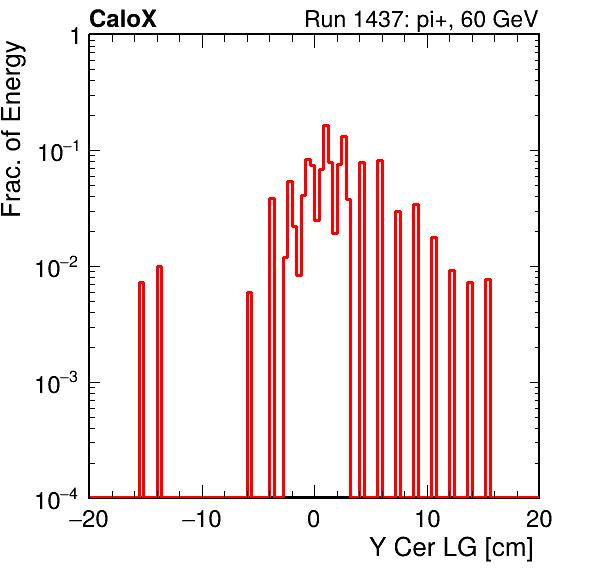 CaloX Run 1437: pi+, 60 GeV
Frac. of Energy
1
10⁻¹
10⁻²
10⁻³
10⁻⁴
−20 −10 0 10 20
Y Cer LG [cm]